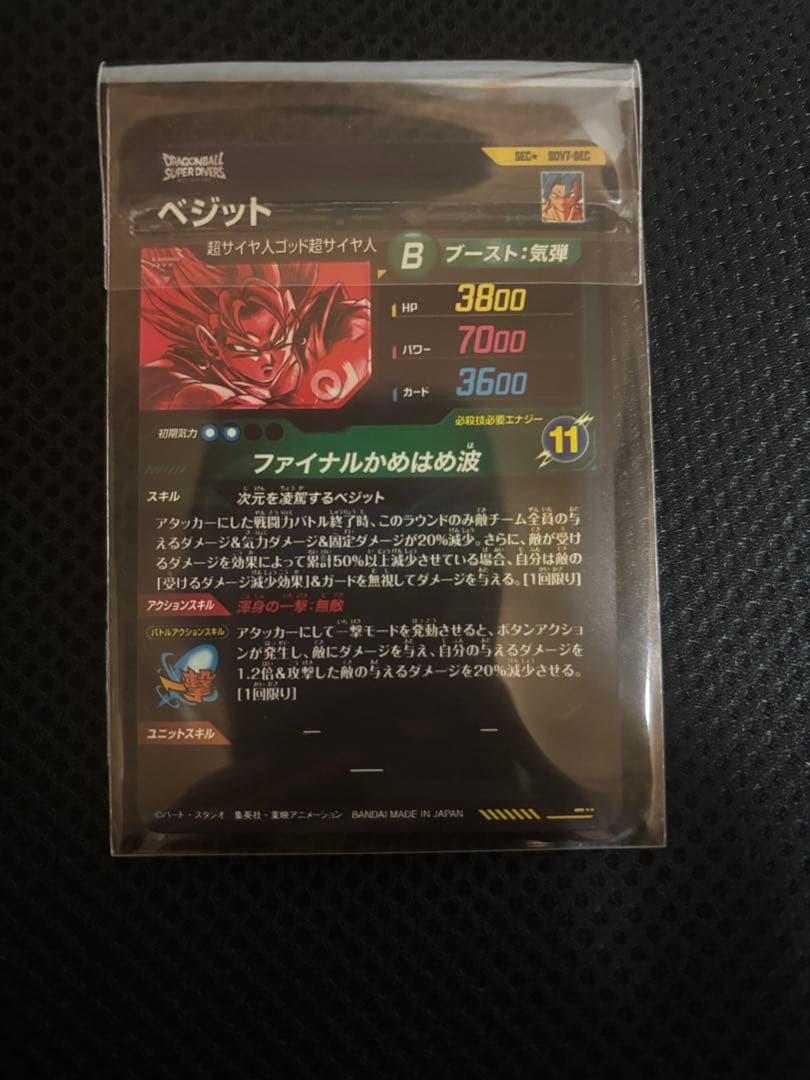 DRAGONBALL
SUPER DIVERS
SEC★ SDV7-SEC
ベジット
超サイヤ人ゴッド超サイヤ人
B ブースト:気弾
HP 3800
パワー 7000
ガード 3600
初期気力
必殺技必要エナジー
11
ファイナルかめはめ波
スキル 次元を凌駕するベジット
アタッカーにした戦闘力バトル終了時、このラウンドのみ敵チーム全員の与
えるダメージ&気力ダメージ&固定ダメージが20%減少。さらに、敵が受け
るダメージを効果によって累計50%以上減少させている場合、自分は敵の
「受けるダメージ減少効果」&ガードを無視してダメージを与える。[1回限り]
アクションスキル 渾身の一撃:無敵
バトルアクションスキル
一撃
アタッカーにして一撃モードを発動させると、ボタンアクショ
ンが発生し、敵にダメージを与え、自分の与えるダメージを
1.2倍&攻撃した敵の与えるダメージを20%減少させる。
[1回限り]
ユニットスキル — —
—
©バード・スタジオ 集英社・東映アニメーション BANDAI MADE IN JAPAN